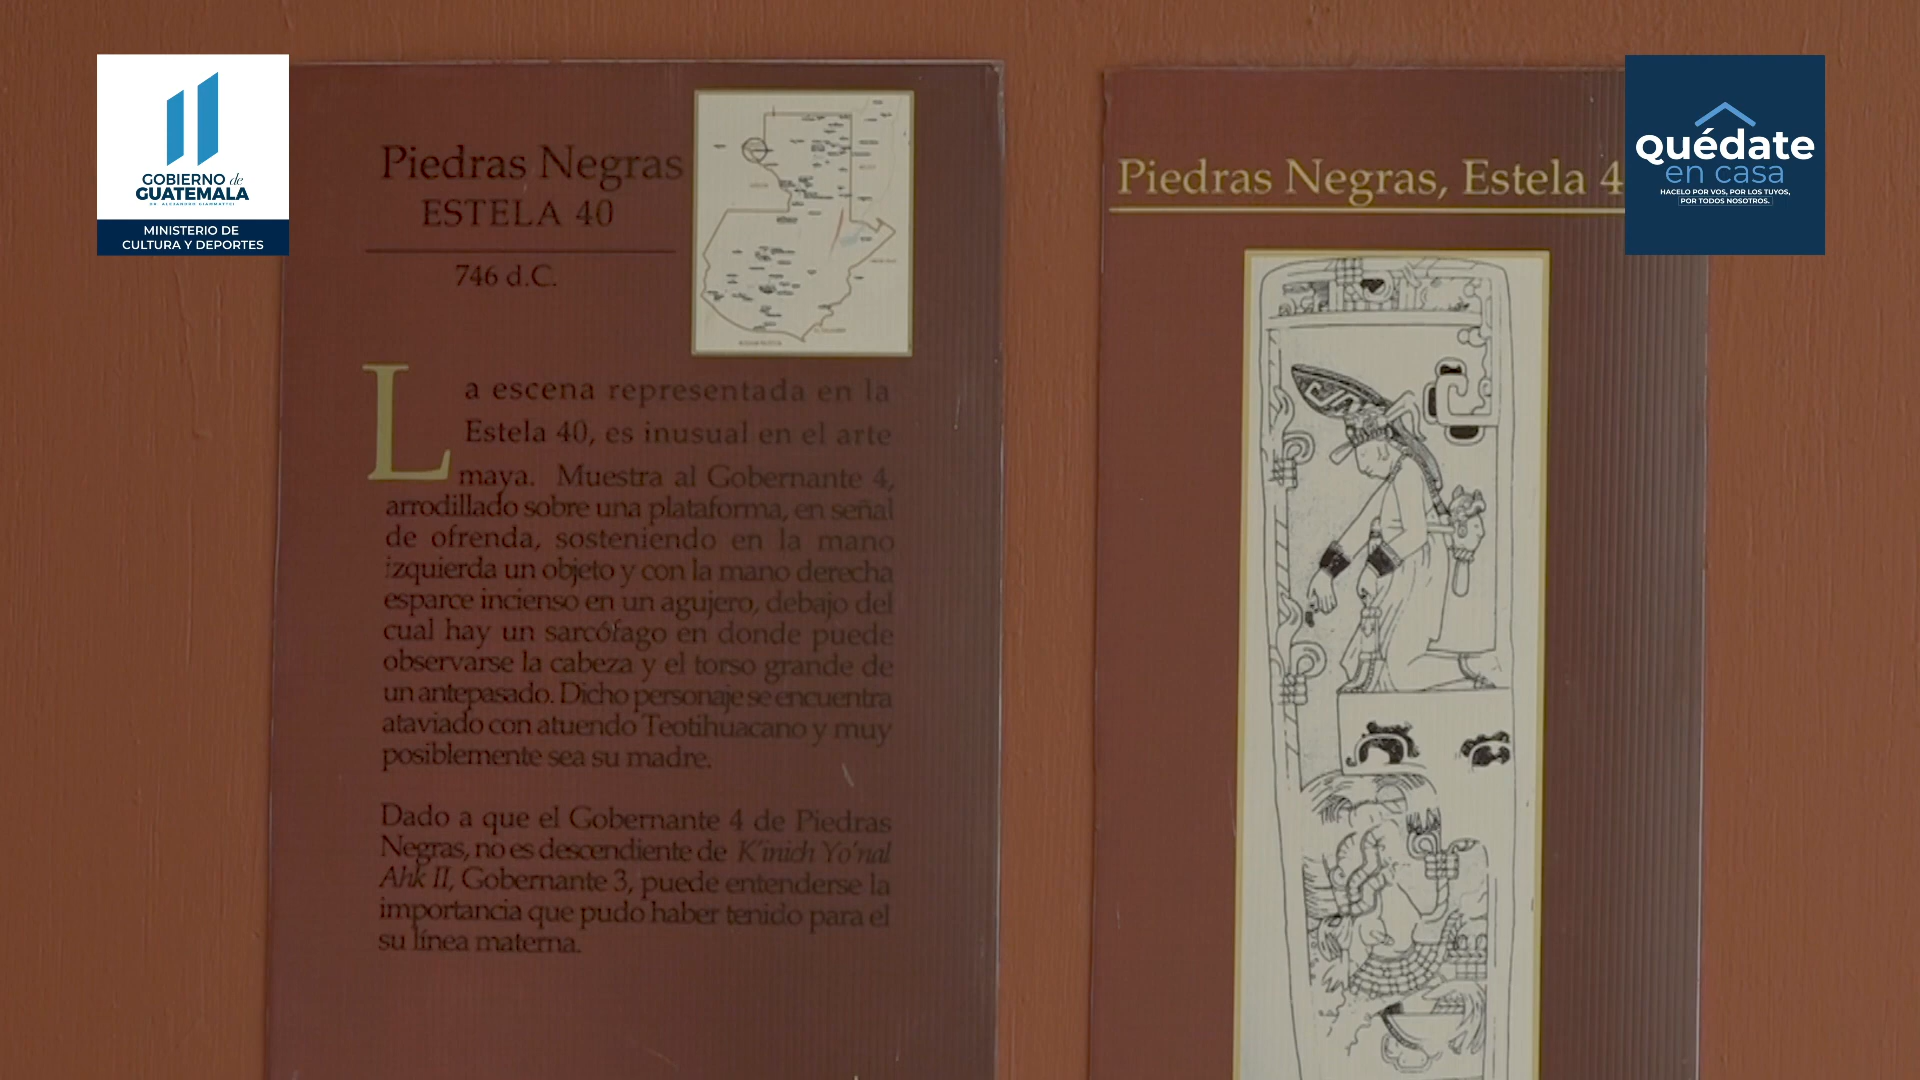 GOBIERNO de
GUATEMALA
DR. ALEJANDRO GIAMMATTEI
MINISTERIO DE
CULTURA Y DEPORTES
Piedras Negras
ESTELA 40
746 d.C.
La escena representada en la
Estela 40, es inusual en el arte
maya. Muestra al Gobernante 4,
arrodillado sobre una plataforma, en señal
de ofrenda, sosteniendo en la mano
izquierda un objeto y con la mano derecha
esparce incienso en un agujero, debajo del
cual hay un sarcófago en donde puede
observarse la cabeza y el torso grande de
un antepasado. Dicho personaje se encuentra
ataviado con atuendo Teotihuacano y muy
posiblemente sea su madre.
Dado a que el Gobernante 4 de Piedras
Negras, no es descendiente de K'inich Yo'nal
Ahk II, Gobernante 3, puede entenderse la
importancia que pudo haber tenido para el
su línea materna.
Piedras Negras, Estela 4
quédate
en casa
HACELO POR VOS, POR LOS TUYOS,
POR TODOS NOSOTROS.